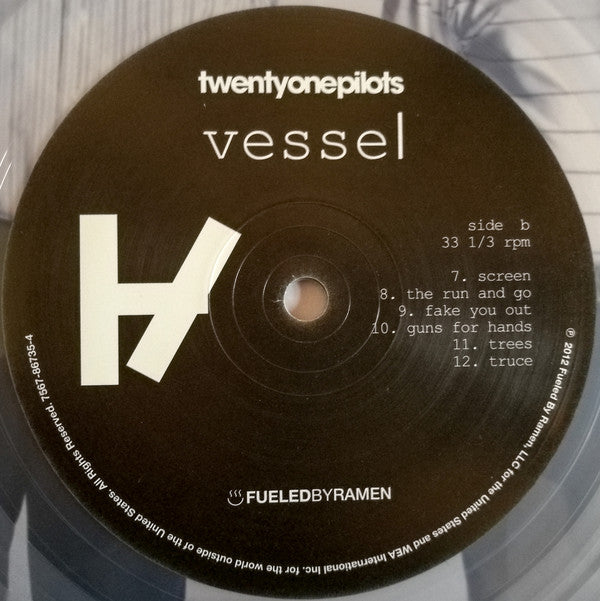 twentyonepilots
vessel
side b
33 1/3 rpm
7. screen
8. the run and go
9. fake you out
10. guns for hands
11. trees
12. truce
FUELEDBYRAMEN
℗ 2012 Fueled By Ramen, LLC for the United States and WEA International Inc. for the world outside of the United States. All Rights Reserved. 7567-86735-4